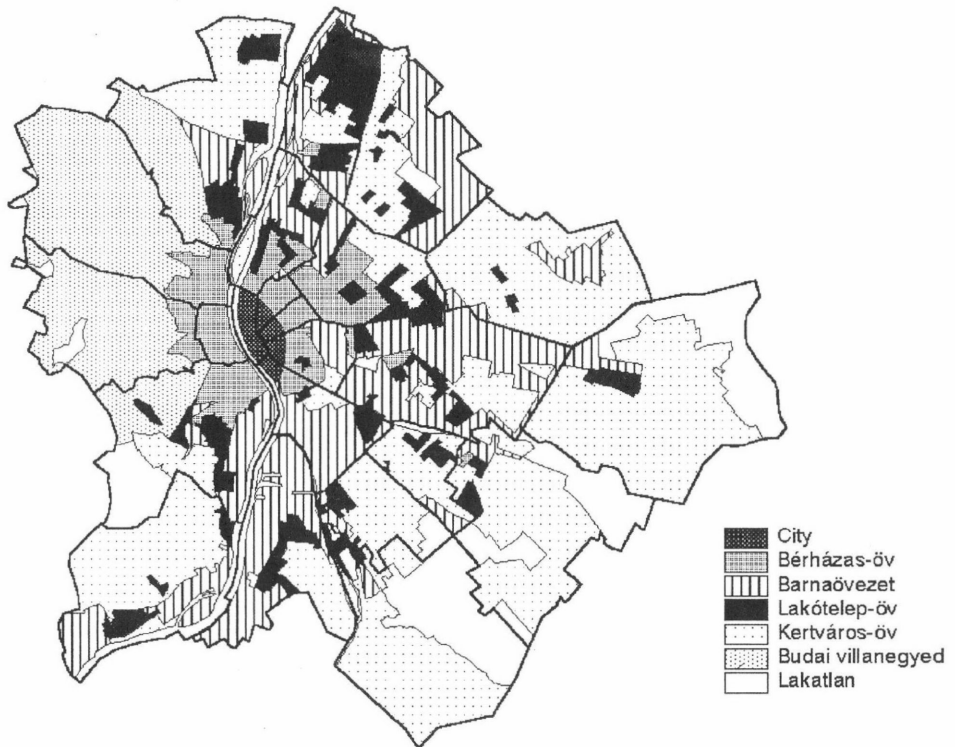 City
Bérházas-öv
Barnaövezet
Lakótelep-öv
Kertváros-öv
Budai villanegyed
Lakatlan